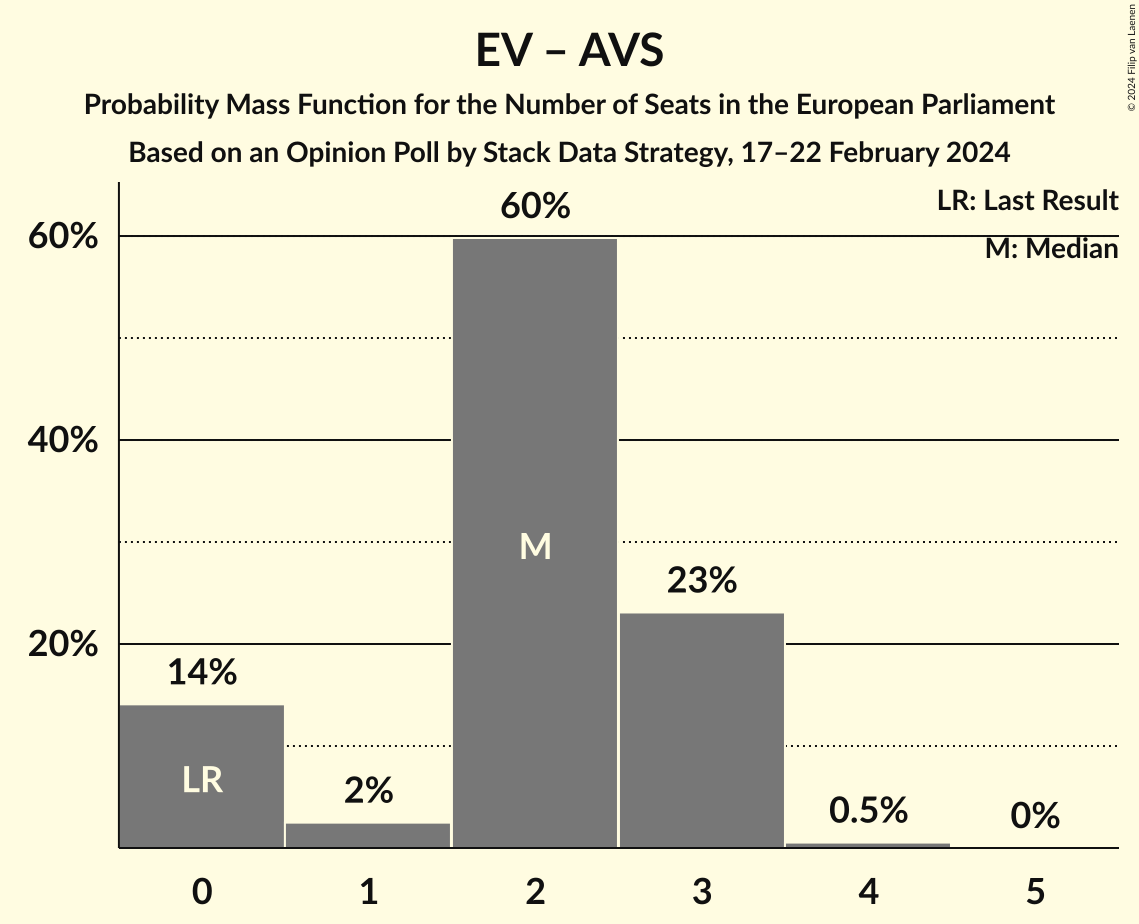 EV – AVS
Probability Mass Function for the Number of Seats in the European Parliament
Based on an Opinion Poll by Stack Data Strategy, 17–22 February 2024
© 2024 Filip van Laenen
LR: Last Result
M: Median
60%
40%
20%
14%
2%
60%
23%
0.5%
0%
LR
M
0 1 2 3 4 5